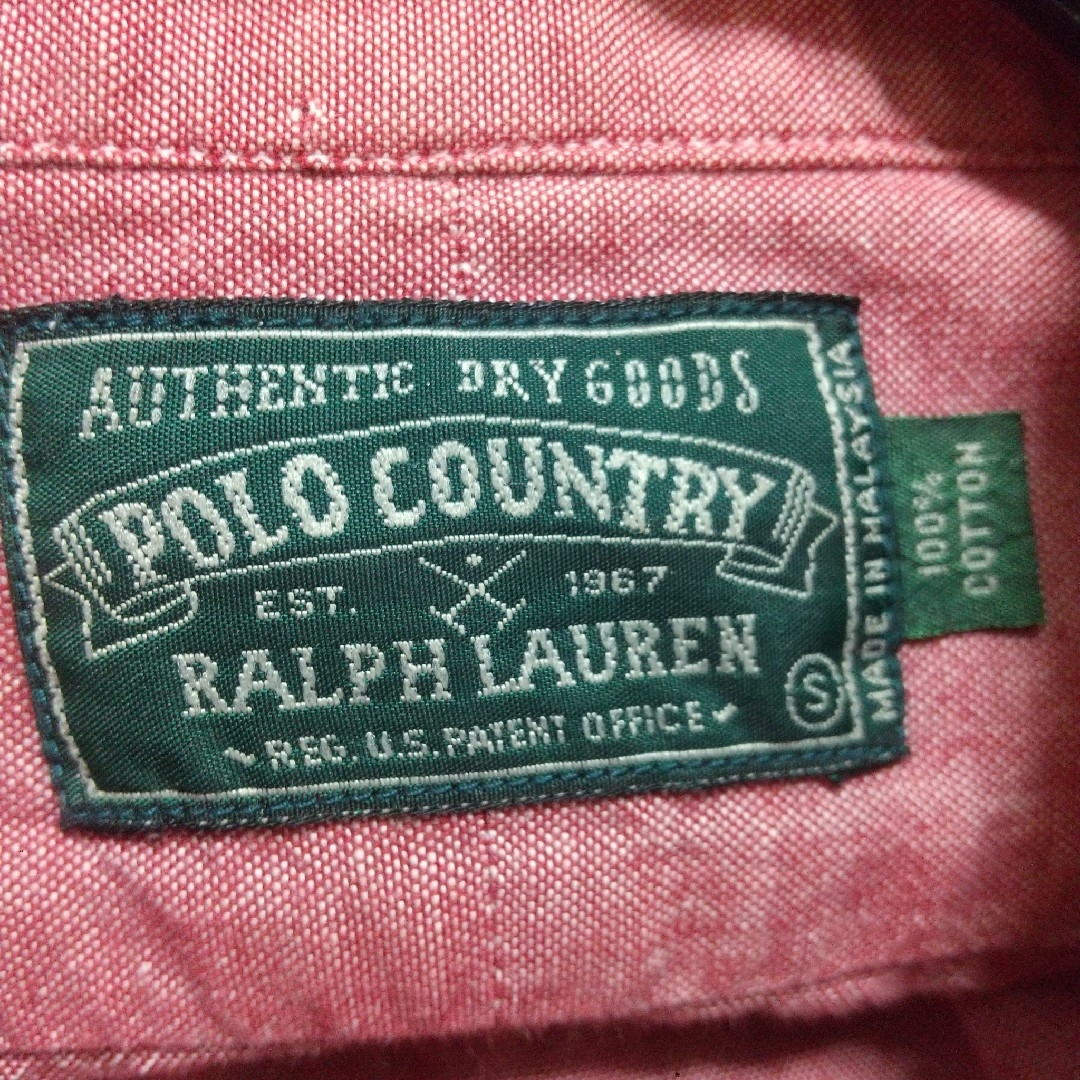 AUTHENTIC DRY GOODS
POLO COUNTRY
EST. 1967
RALPH LAUREN
REG. U.S. PATENT OFFICE
S
MADE IN MALAYSIA
100%
COTTON